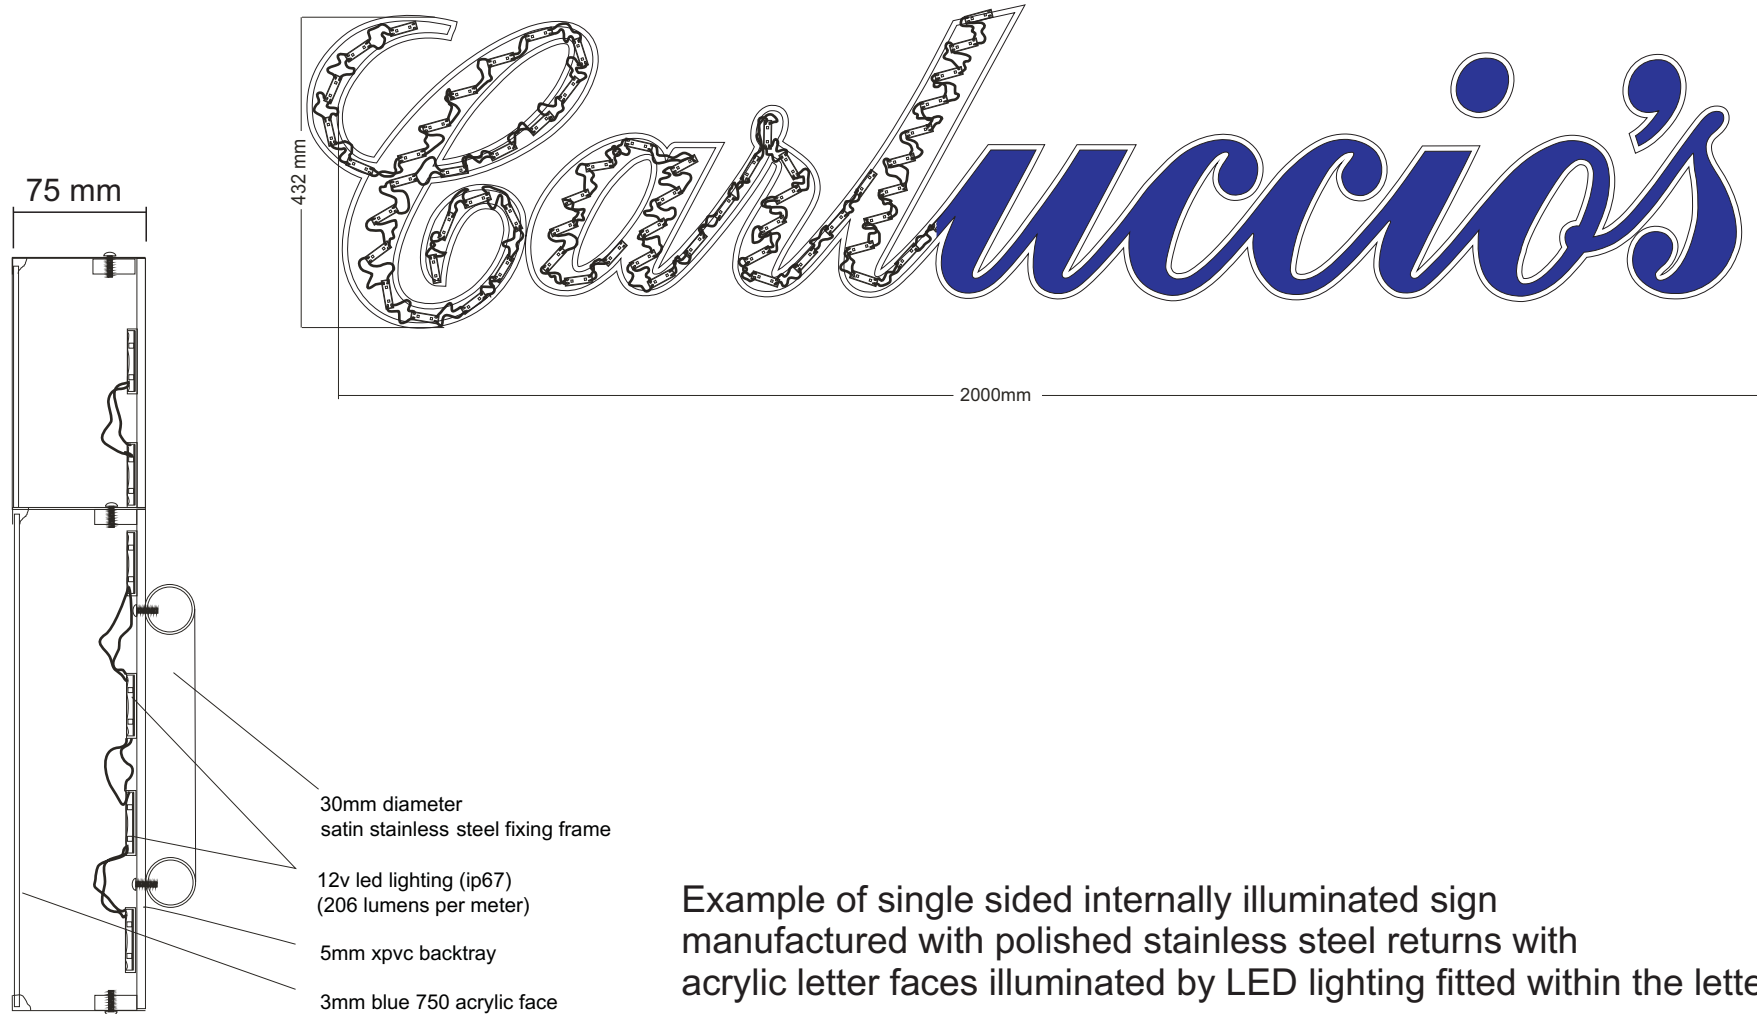 Carluccio's
432 mm
75 mm
2000mm
30mm diameter
satin stainless steel fixing frame
12v led lighting (ip67)
(206 lumens per meter)
5mm xpvc backtray
3mm blue 750 acrylic face
Example of single sided internally illuminated sign
manufactured with polished stainless steel returns with
acrylic letter faces illuminated by LED lighting fitted within the lette